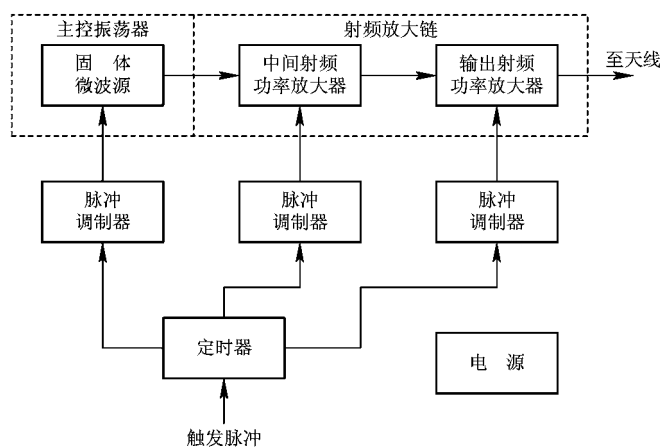 主控振荡器
射频放大链
固 体
微波源
中间射频
功率放大器
输出射频
功率放大器
至天线
脉冲
调制器
脉冲
调制器
脉冲
调制器
定时器
电 源
触发脉冲